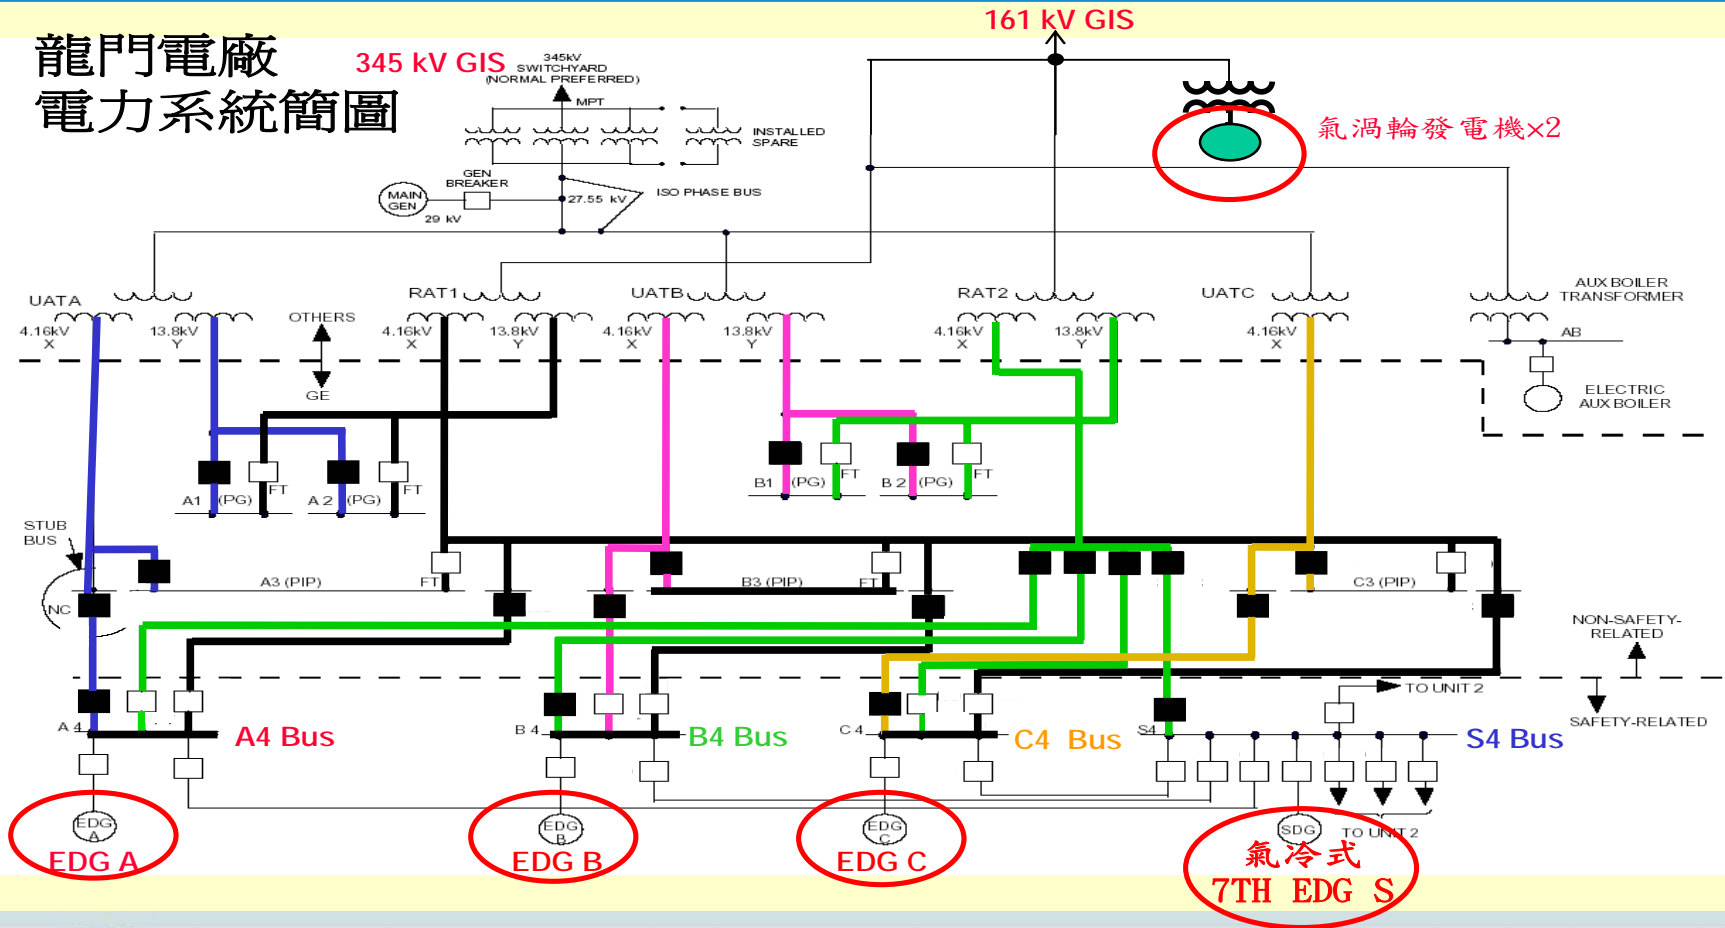 161 kV GIS
龍門電廠
電力系統簡圖
345 kV GIS
345kV
SWITCHYARD
(NORMAL PREFERRED)
MPT
INSTALLED
SPARE
氣渦輪發電機×2
GEN
BREAKER
MAIN
GEN
29 kV
27.55 kV
ISO PHASE BUS
UATA
RAT1
UATB
RAT2
UATC
AUX BOILER
TRANSFORMER
4.16kV
X
13.8kV
Y
OTHERS
GE
4.16kV
X
13.8kV
Y
4.16kV
X
13.8kV
Y
4.16kV
X
13.8kV
Y
4.16kV
X
AB
ELECTRIC
AUX BOILER
A1 (PG) FT
A 2 (PG) FT
B1 (PG) FT
B 2 (PG) FT
STUB
BUS
NC
A3 (PIP) FT
B3 (PIP) FT
C3 (PIP)
NON-SAFETY-
RELATED
TO UNIT 2
SAFETY-RELATED
A 4
A4 Bus
B 4
B4 Bus
C 4
C4 Bus
S4
S4 Bus
EDG
A
EDG A
EDG
B
EDG B
EDG
C
EDG C
SDG
TO UNIT 2
氣冷式
7TH EDG S